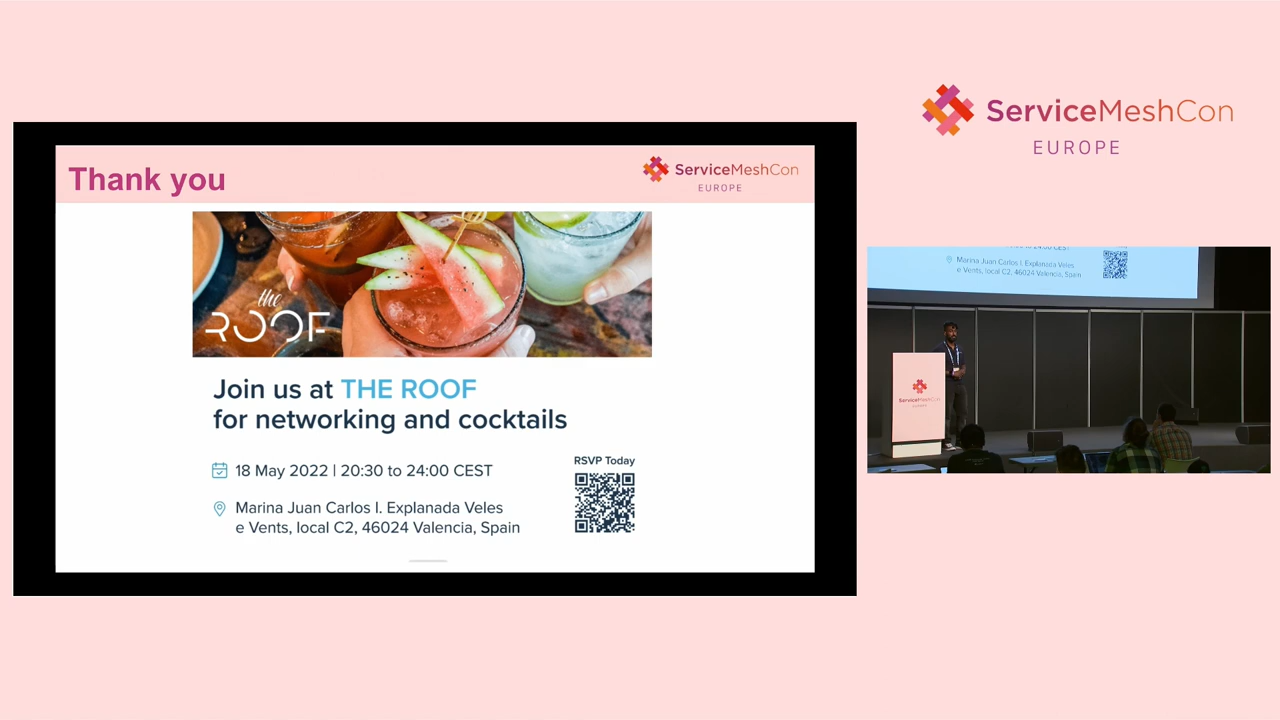 Thank you
ServiceMeshCon
EUROPE
the
ROOF
Join us at THE ROOF
for networking and cocktails
18 May 2022 | 20:30 to 24:00 CEST
Marina Juan Carlos I. Explanada Veles
e Vents, local C2, 46024 Valencia, Spain
RSVP Today
ServiceMeshCon
EUROPE
Marina Juan Carlos I. Explanada Veles
e Vents, local C2, 46024 Valencia, Spain
ServiceMeshCon
EUROPE